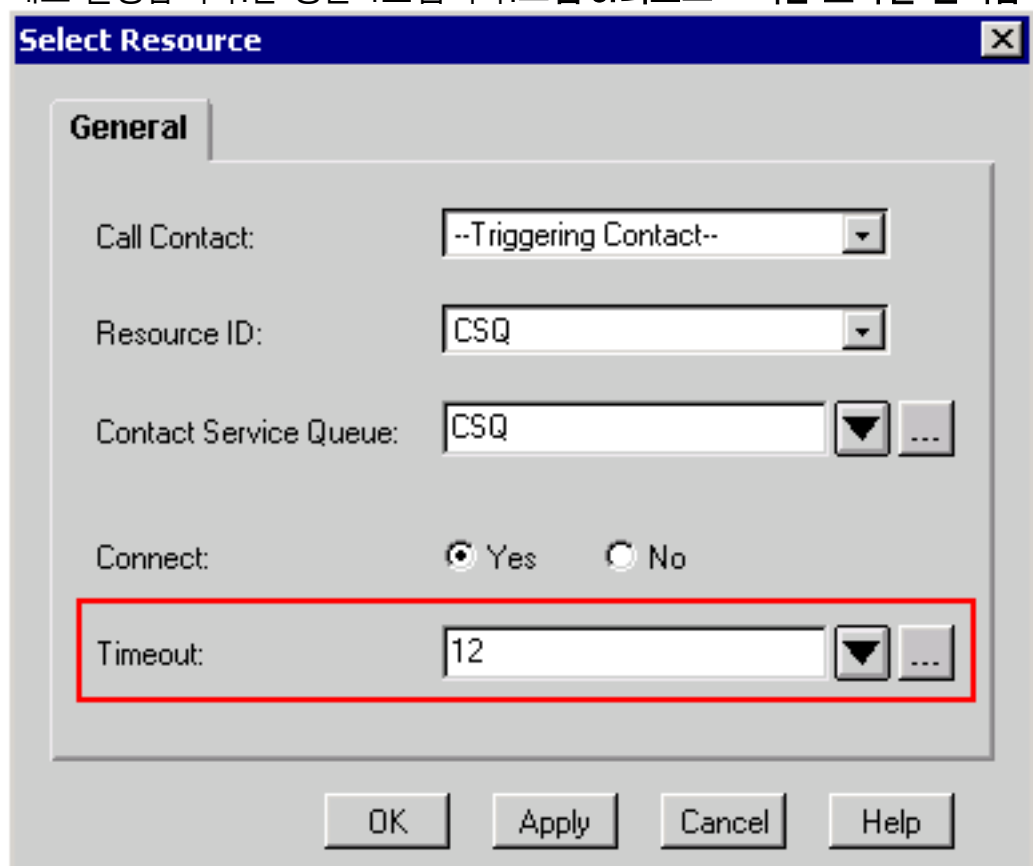 Select Resource
General
Call Contact: --Triggering Contact--
Resource ID: CSQ
Contact Service Queue: CSQ ...
Connect: Yes No
Timeout: 12 ...
OK Apply Cancel Help